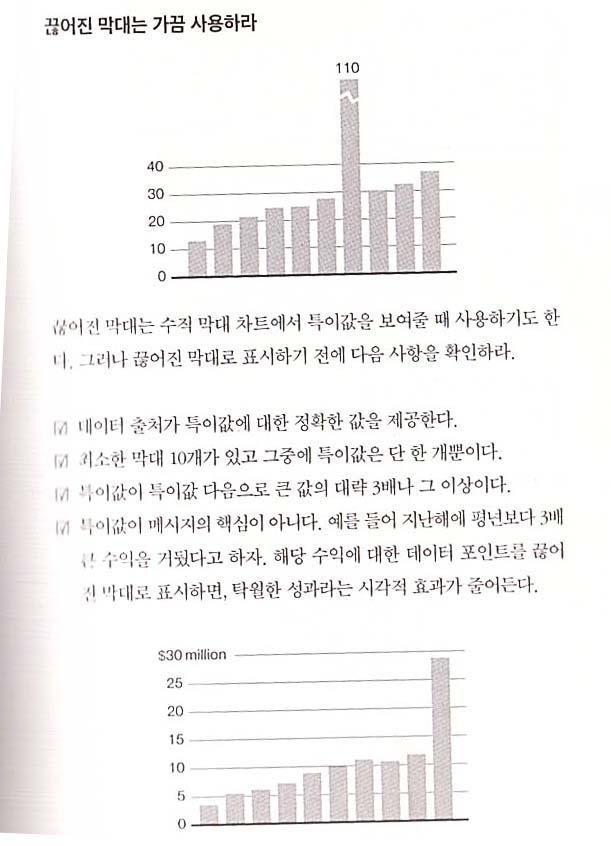 끊어진 막대는 가끔 사용하라
110
40
30
20
10
0
끊어진 막대는 수직 막대 차트에서 특이값을 보여줄 때 사용하기도 한
다. 그러나 끊어진 막대로 표시하기 전에 다음 사항을 확인하라.
☑ 데이터 출처가 특이값에 대한 정확한 값을 제공한다.
☑ 최소한 막대 10개가 있고 그중에 특이값은 단 한 개뿐이다.
☑ 특이값이 특이값 다음으로 큰 값의 대략 3배나 그 이상이다.
☑ 특이값이 메시지의 핵심이 아니다. 예를 들어 지난해에 평년보다 3배
큰 수익을 거뒀다고 하자. 해당 수익에 대한 데이터 포인트를 끊어
진 막대로 표시하면, 탁월한 성과라는 시각적 효과가 줄어든다.
$30 million
25
20
15
10
5
0